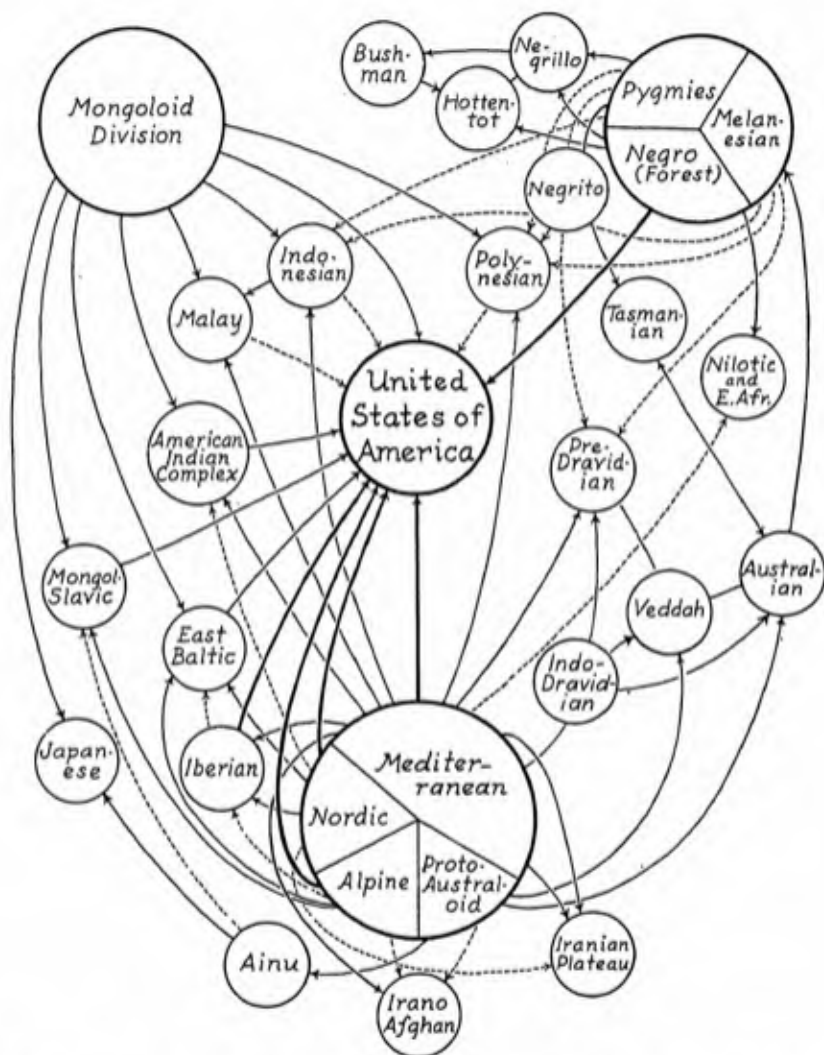 Mongoloid
Division
Bush-
man
Ne-
grillo
Hotten-
tot
Pygmies
Melan-
esian
Negro
(Forest)
Negrito
Indo-
nesian
Poly-
nesian
Malay
Tasman-
ian
Nilotic
and
E. Afr.
United
States of
America
American
Indian
Complex
Pre-
Dravid-
ian
Mongol-
Slavic
Austral-
ian
Veddah
East
Baltic
Indo-
Dravid-
ian
Japan-
ese
Iberian
Mediter-
ranean
Nordic
Alpine
Proto-
Austral-
oid
Ainu
Iranian
Plateau
Irano
Afghan